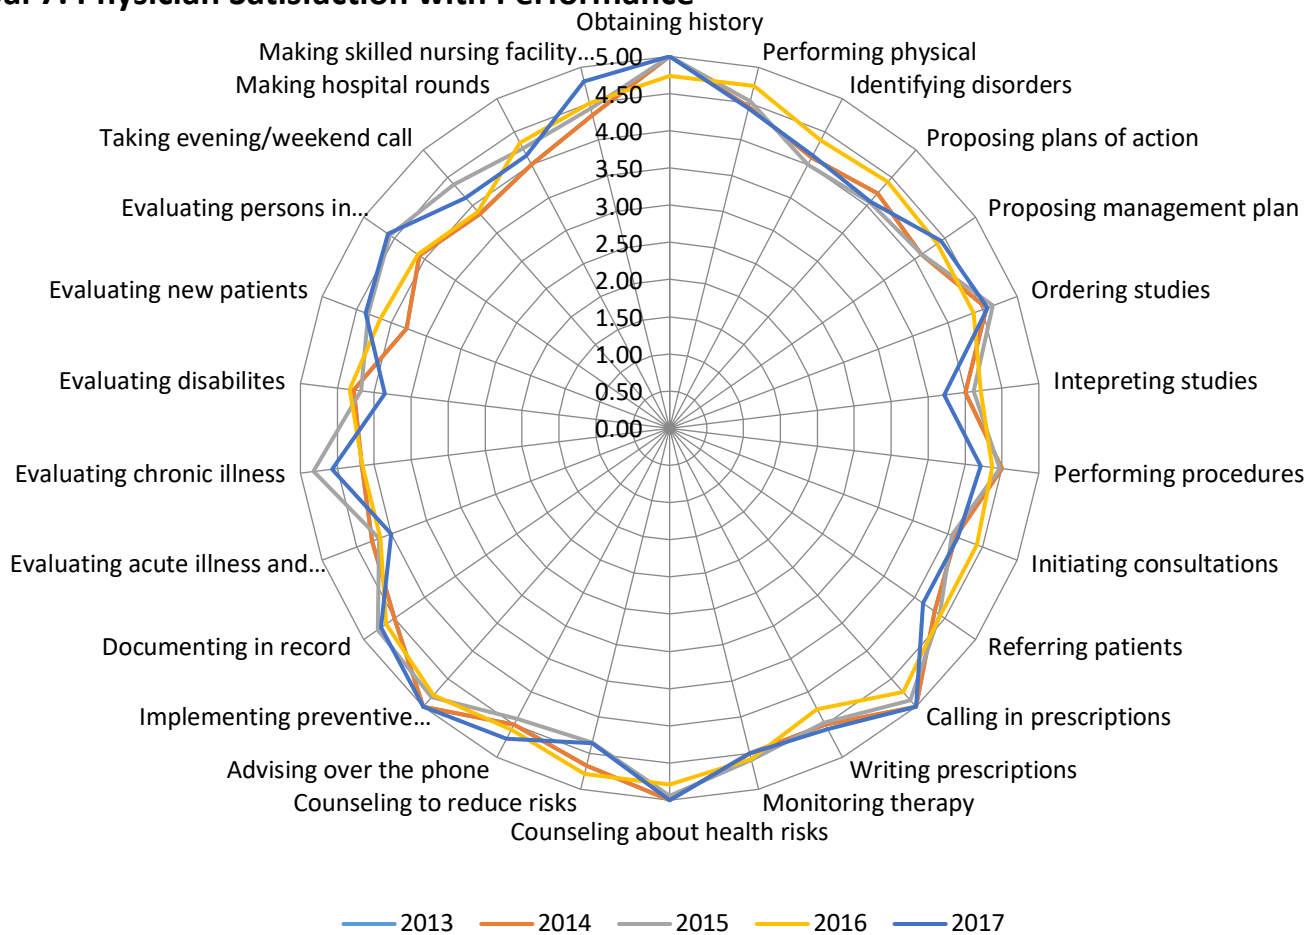 7: Physician Satisfaction with Performance
Obtaining history
Performing physical
Identifying disorders
Proposing plans of action
Proposing management plan
Ordering studies
Intepreting studies
Performing procedures
Initiating consultations
Referring patients
Calling in prescriptions
Writing prescriptions
Monitoring therapy
Counseling about health risks
Counseling to reduce risks
Advising over the phone
Implementing preventive...
Documenting in record
Evaluating acute illness and...
Evaluating chronic illness
Evaluating disabilites
Evaluating new patients
Evaluating persons in...
Taking evening/weekend call
Making hospital rounds
Making skilled nursing facility...
5.00
4.50
4.00
3.50
3.00
2.50
2.00
1.50
1.00
0.50
0.00
2013 2014 2015 2016 2017